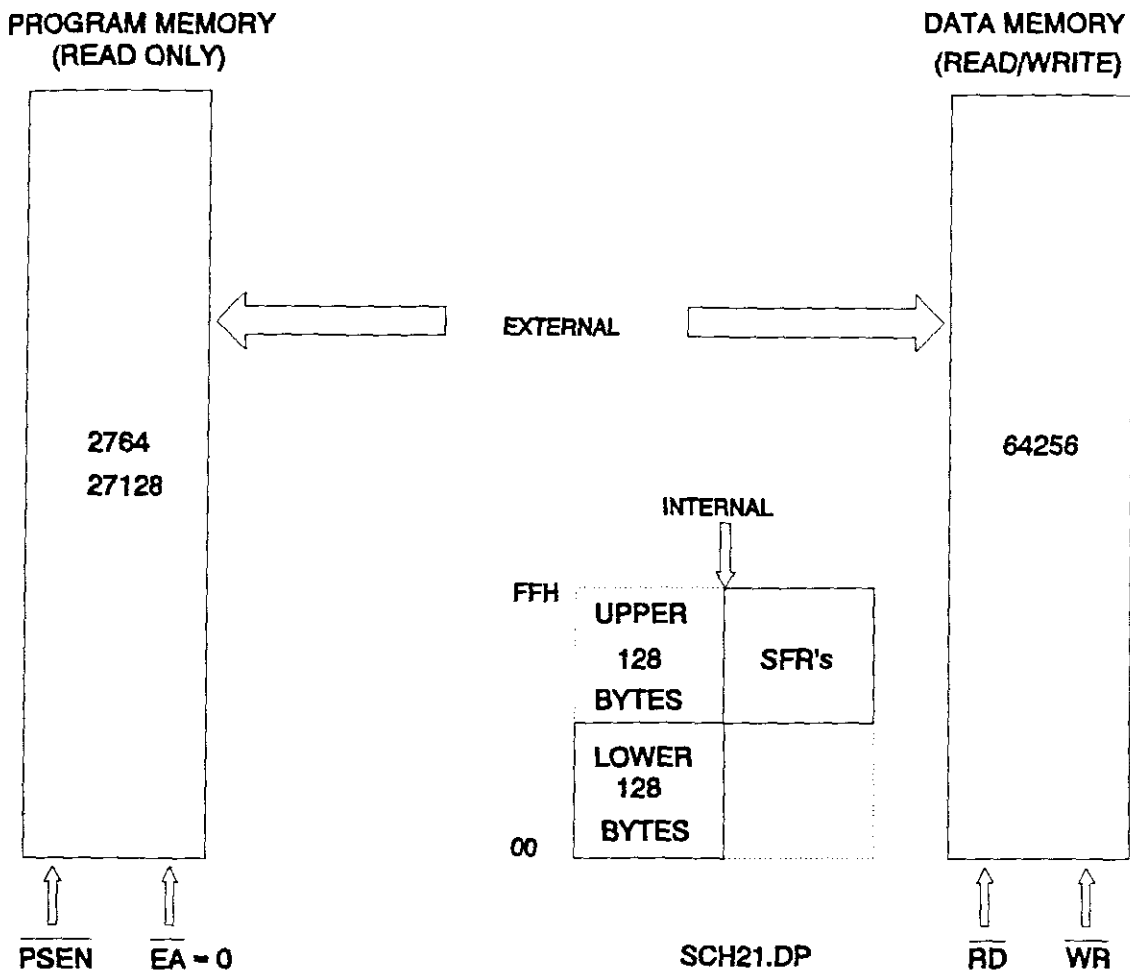 PROGRAM MEMORY
(READ ONLY)
DATA MEMORY
(READ/WRITE)
EXTERNAL
2764
27128
64256
INTERNAL
FFH
UPPER
128
BYTES
SFR's
LOWER
128
BYTES
00
PSEN
EA = 0
SCH21.DP
RD
WR